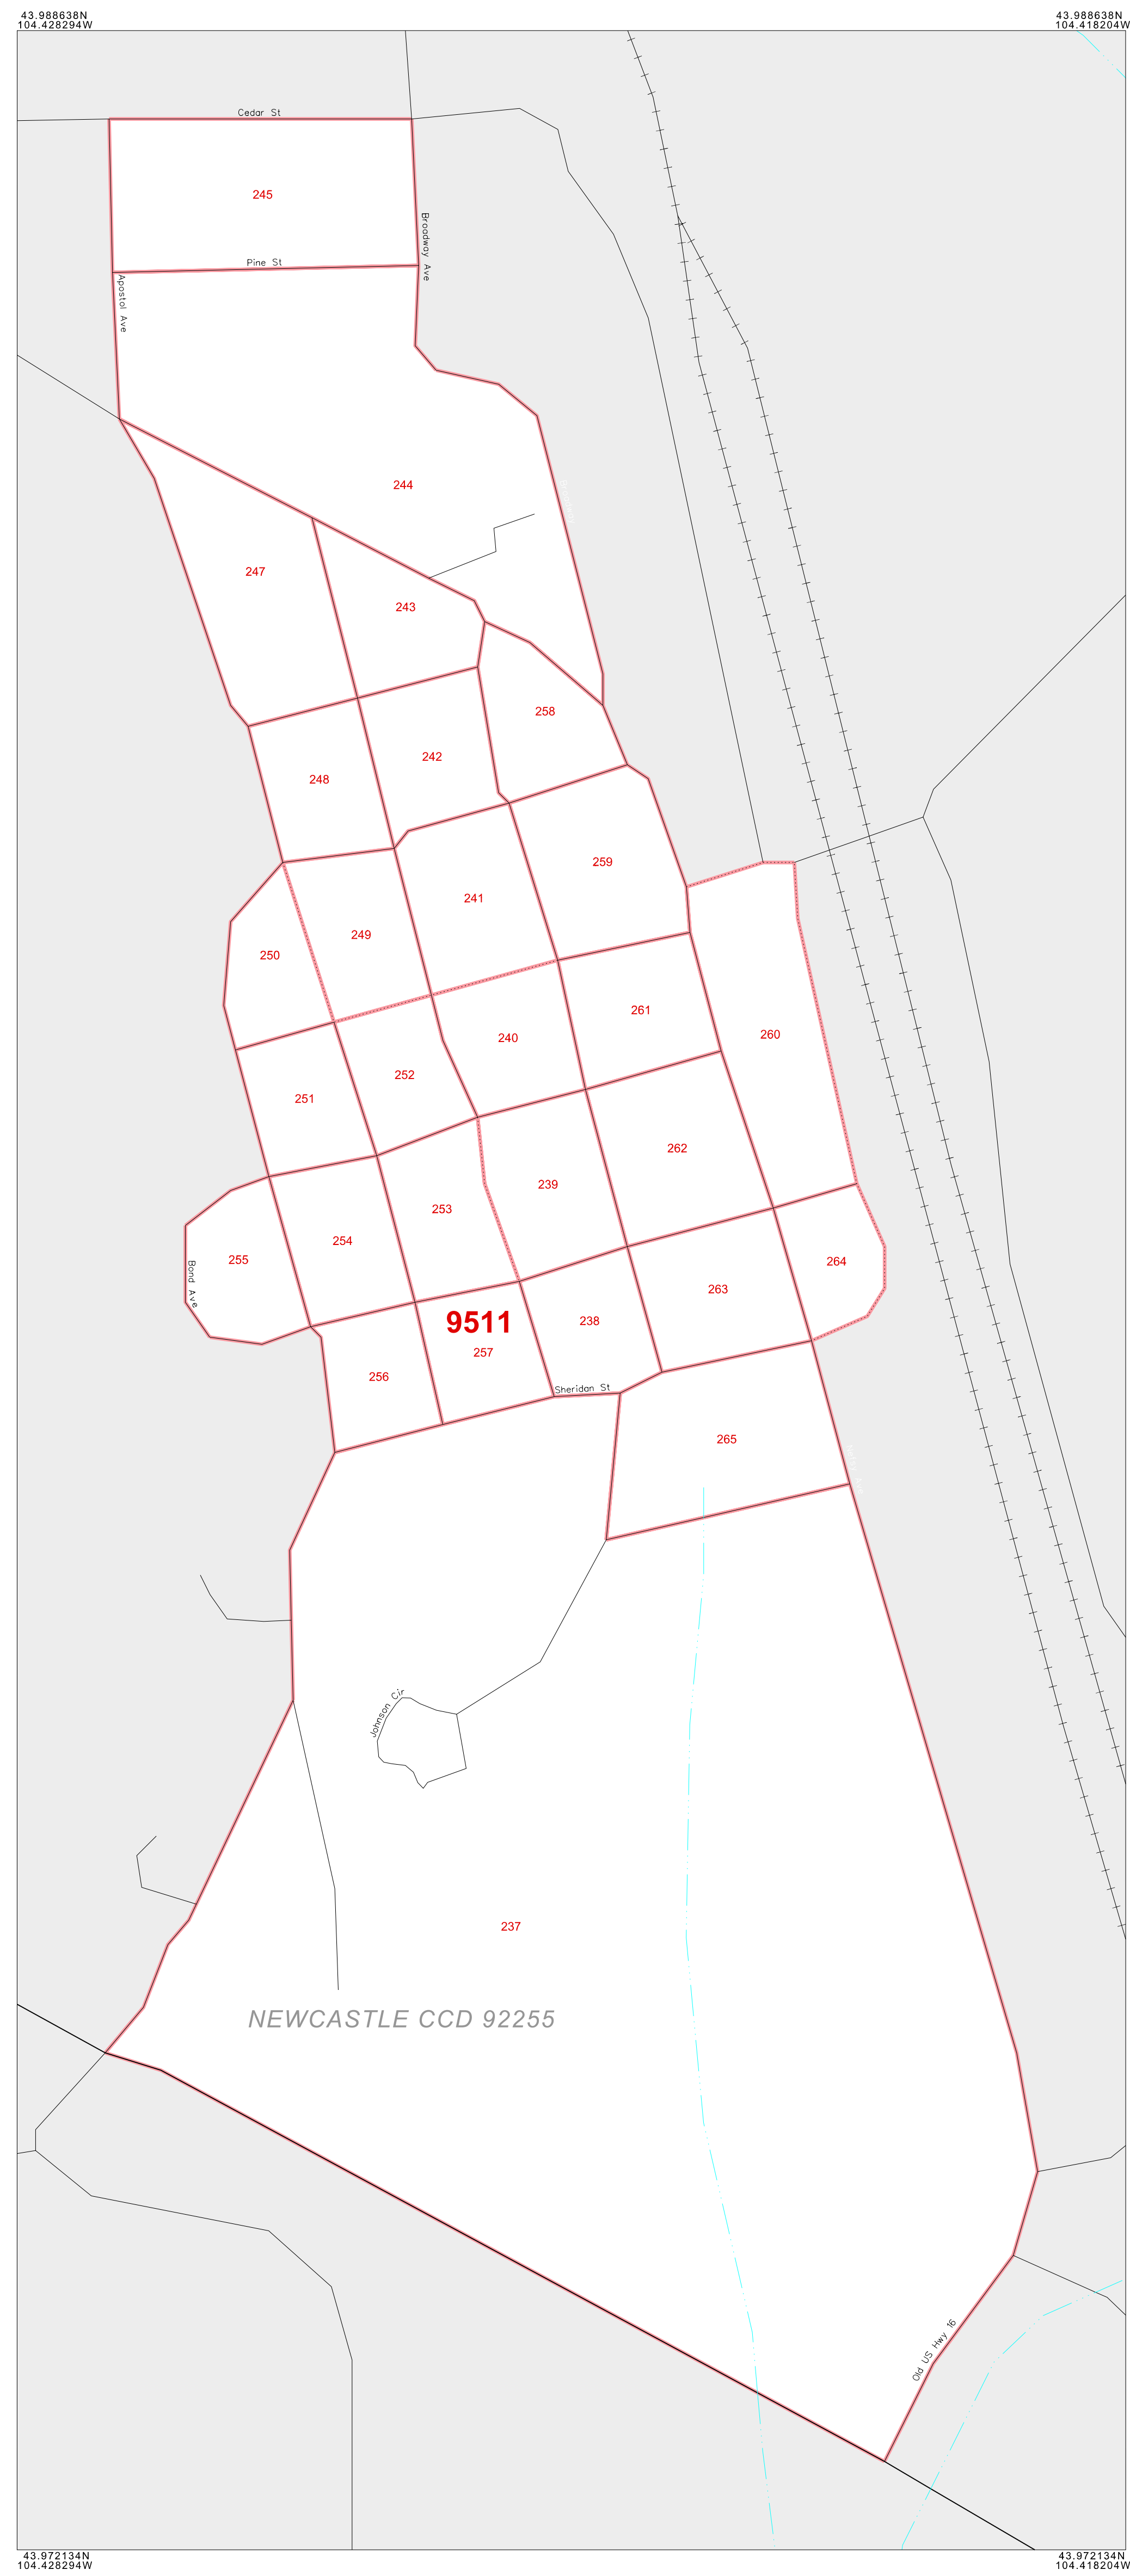 43.988638N
104.428294W
43.988638N
104.418204W
Cedar St
245
Broadway Ave
Pine St
Apostol Ave
244
247
243
258
242
248
259
241
249
250
261
260
240
252
251
262
239
253
254
255
264
Bond Ave
263
238
9511
257
256
Sheridan St
265
Johnson Cir
237
NEWCASTLE CCD 92255
Old US Hwy 16
43.972134N
104.428294W
43.972134N
104.418204W